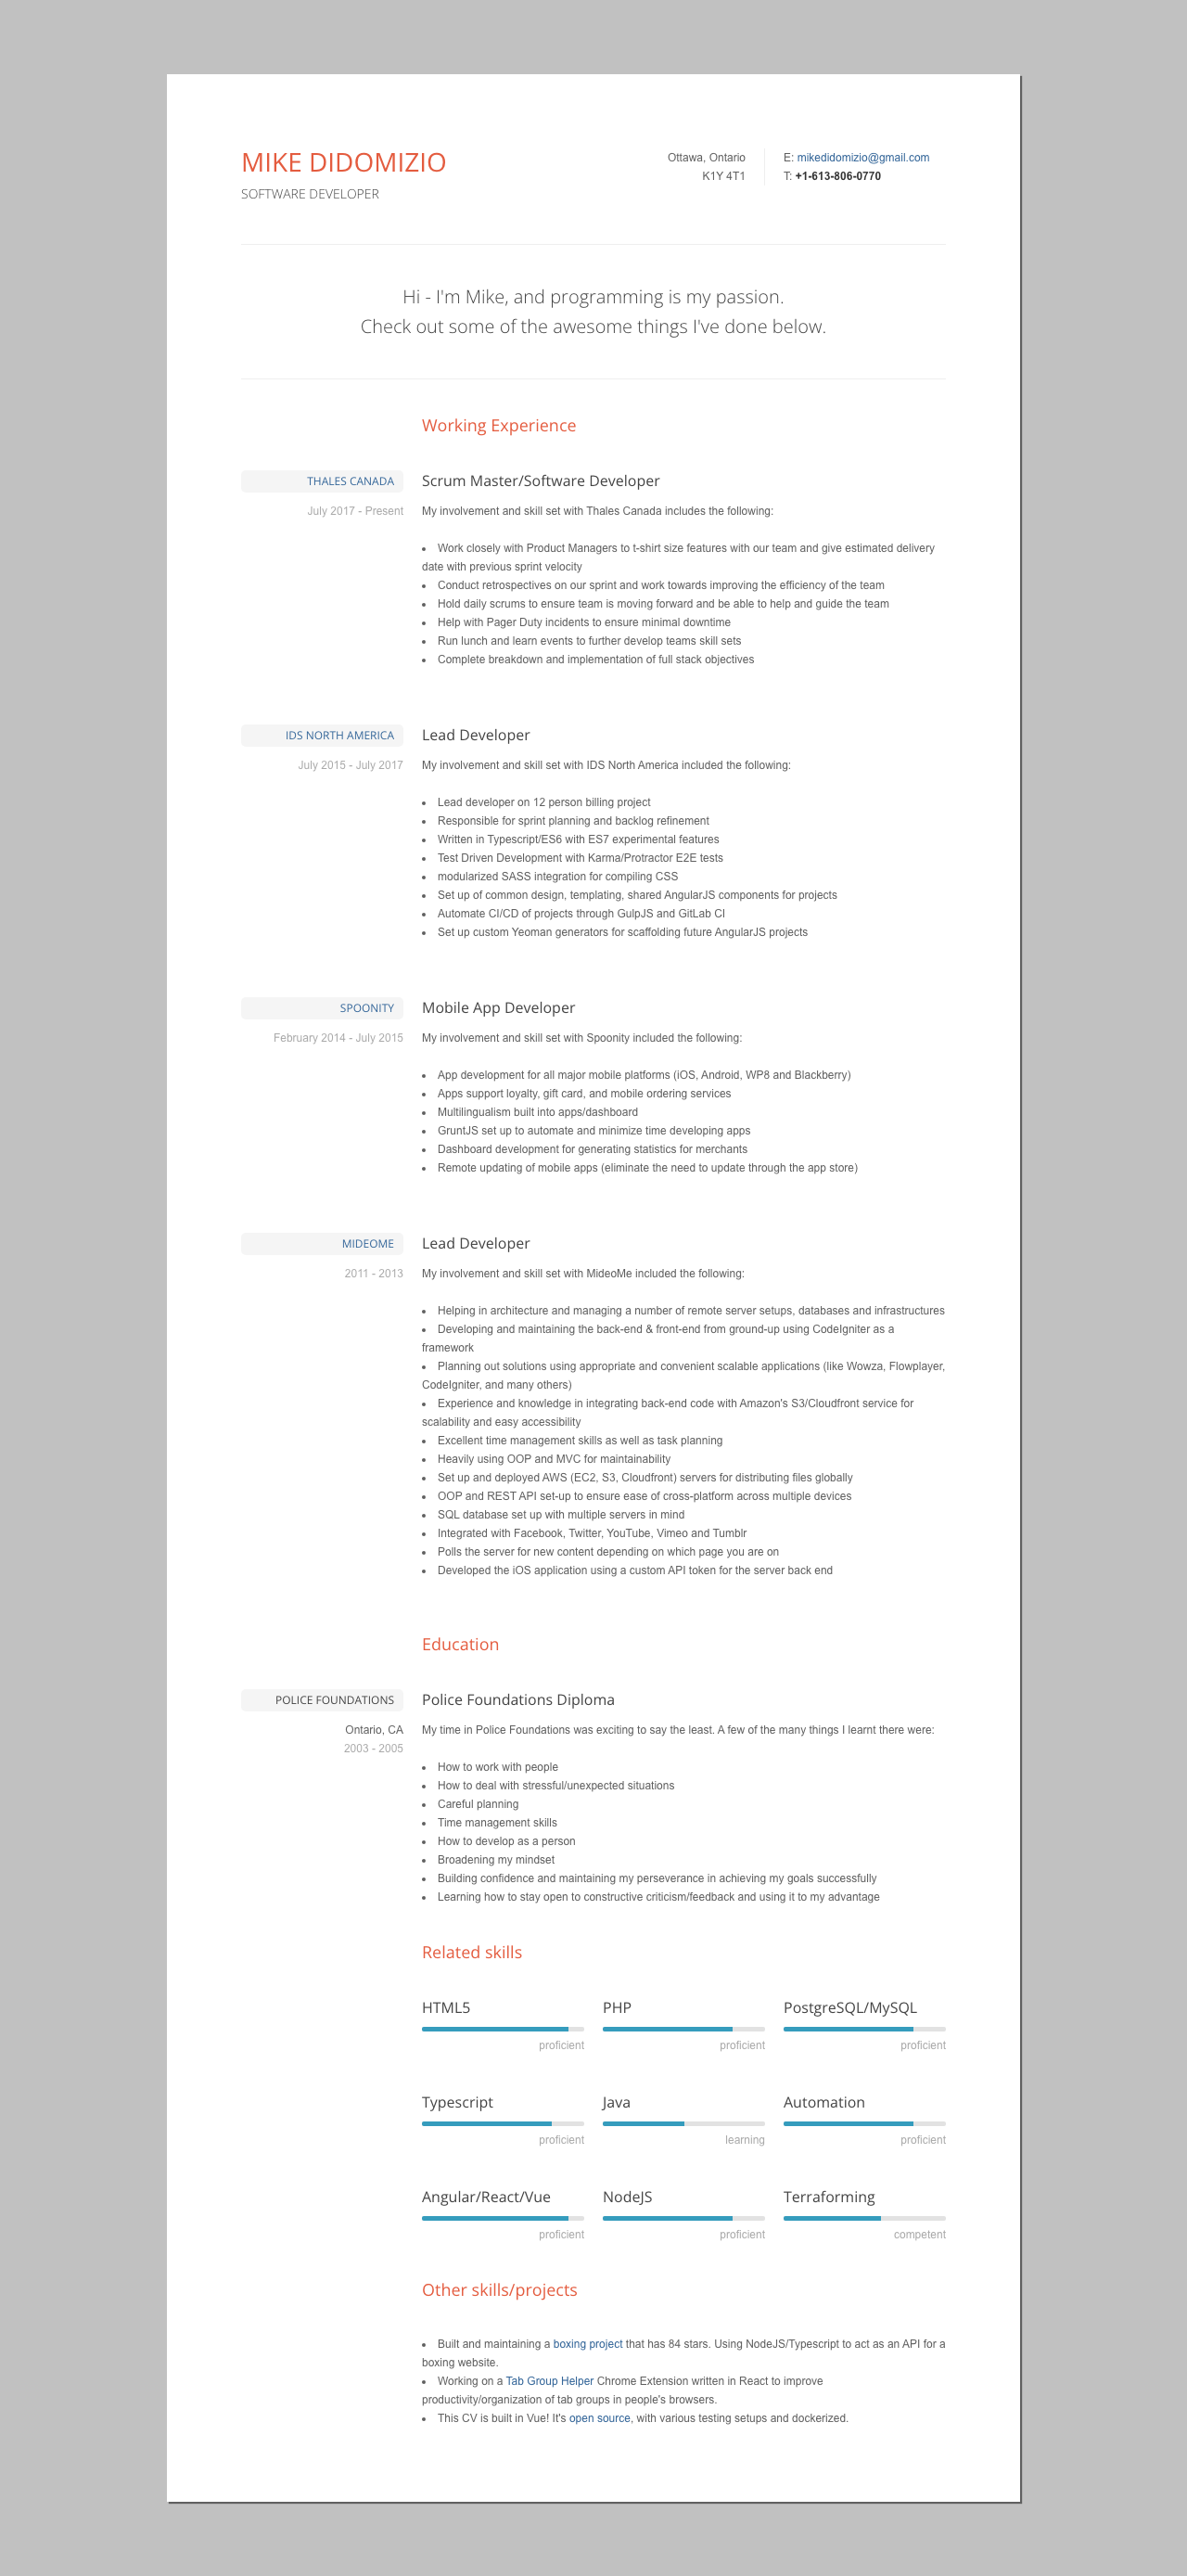 MIKE DIDOMIZIO
SOFTWARE DEVELOPER
Ottawa, Ontario
K1Y 4T1
E: mikedidomizio@gmail.com
T: +1-613-806-0770
Hi - I'm Mike, and programming is my passion.
Check out some of the awesome things I've done below.
Working Experience
THALES CANADA
July 2017 - Present
Scrum Master/Software Developer
My involvement and skill set with Thales Canada includes the following:
• Work closely with Product Managers to t-shirt size features with our team and give estimated delivery
date with previous sprint velocity
• Conduct retrospectives on our sprint and work towards improving the efficiency of the team
• Hold daily scrums to ensure team is moving forward and be able to help and guide the team
• Help with Pager Duty incidents to ensure minimal downtime
• Run lunch and learn events to further develop teams skill sets
• Complete breakdown and implementation of full stack objectives
IDS NORTH AMERICA
July 2015 - July 2017
Lead Developer
My involvement and skill set with IDS North America included the following:
• Lead developer on 12 person billing project
• Responsible for sprint planning and backlog refinement
• Written in Typescript/ES6 with ES7 experimental features
• Test Driven Development with Karma/Protractor E2E tests
• modularized SASS integration for compiling CSS
• Set up of common design, templating, shared AngularJS components for projects
• Automate CI/CD of projects through GulpJS and GitLab CI
• Set up custom Yeoman generators for scaffolding future AngularJS projects
SPOONITY
February 2014 - July 2015
Mobile App Developer
My involvement and skill set with Spoonity included the following:
• App development for all major mobile platforms (iOS, Android, WP8 and Blackberry)
• Apps support loyalty, gift card, and mobile ordering services
• Multilingualism built into apps/dashboard
• GruntJS set up to automate and minimize time developing apps
• Dashboard development for generating statistics for merchants
• Remote updating of mobile apps (eliminate the need to update through the app store)
MIDEOME
2011 - 2013
Lead Developer
My involvement and skill set with MideoMe included the following:
• Helping in architecture and managing a number of remote server setups, databases and infrastructures
• Developing and maintaining the back-end & front-end from ground-up using CodeIgniter as a
framework
• Planning out solutions using appropriate and convenient scalable applications (like Wowza, Flowplayer,
CodeIgniter, and many others)
• Experience and knowledge in integrating back-end code with Amazon's S3/Cloudfront service for
scalability and easy accessibility
• Excellent time management skills as well as task planning
• Heavily using OOP and MVC for maintainability
• Set up and deployed AWS (EC2, S3, Cloudfront) servers for distributing files globally
• OOP and REST API set-up to ensure ease of cross-platform across multiple devices
• SQL database set up with multiple servers in mind
• Integrated with Facebook, Twitter, YouTube, Vimeo and Tumblr
• Polls the server for new content depending on which page you are on
• Developed the iOS application using a custom API token for the server back end
Education
POLICE FOUNDATIONS
Ontario, CA
2003 - 2005
Police Foundations Diploma
My time in Police Foundations was exciting to say the least. A few of the many things I learnt there were:
• How to work with people
• How to deal with stressful/unexpected situations
• Careful planning
• Time management skills
• How to develop as a person
• Broadening my mindset
• Building confidence and maintaining my perseverance in achieving my goals successfully
• Learning how to stay open to constructive criticism/feedback and using it to my advantage
Related skills
HTML5 PHP PostgreSQL/MySQL
proficient proficient proficient
Typescript Java Automation
proficient learning proficient
Angular/React/Vue NodeJS Terraforming
proficient proficient competent
Other skills/projects
• Built and maintaining a boxing project that has 84 stars. Using NodeJS/Typescript to act as an API for a
boxing website.
• Working on a Tab Group Helper Chrome Extension written in React to improve
productivity/organization of tab groups in people's browsers.
• This CV is built in Vue! It's open source, with various testing setups and dockerized.